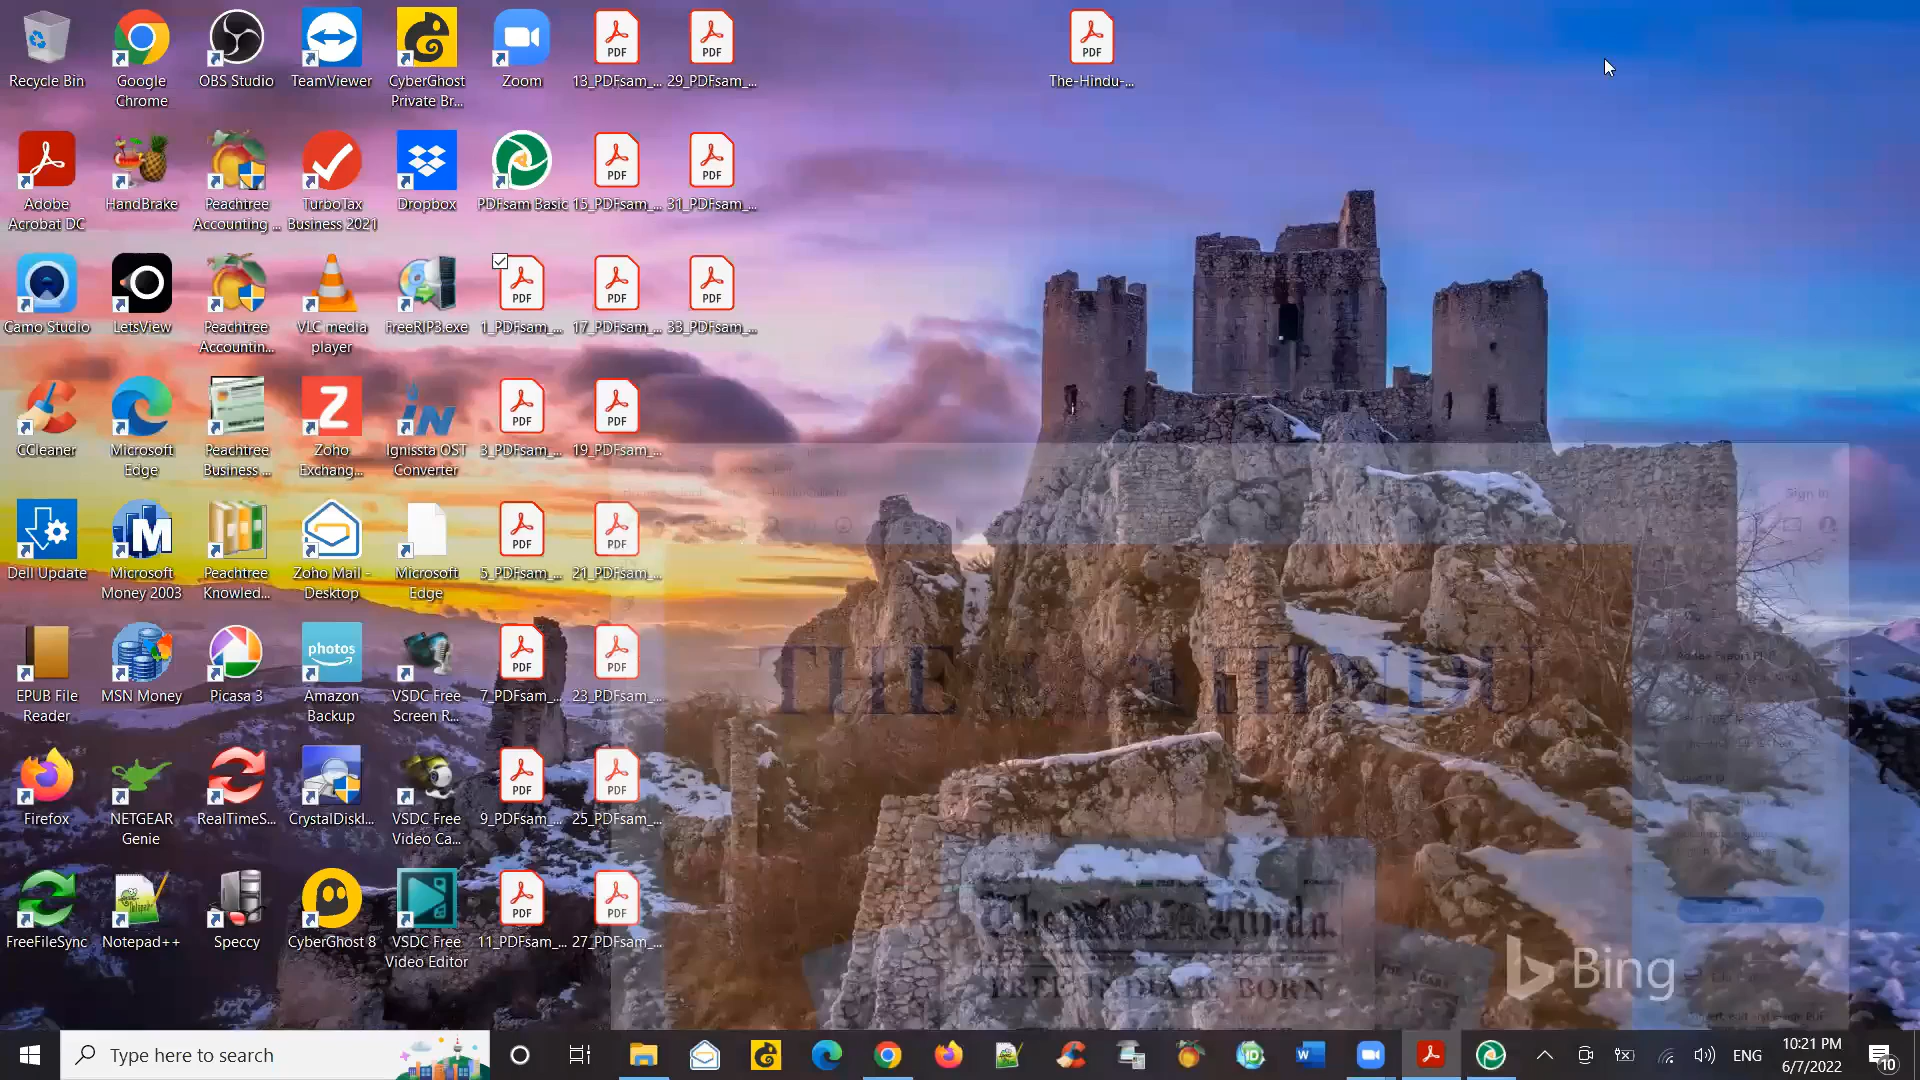 Recycle Bin
Google
Chrome
OBS Studio
TeamViewer
CyberGhost
Private Br...
Zoom
13_PDFsam_...
29_PDFsam_...
The-Hindu-...
Adobe
Acrobat DC
HandBrake
Peachtree
Accounting ...
TurboTax
Business 2021
Dropbox
PDFsam Basic
15_PDFsam_...
31_PDFsam_...
Camo Studio
LetsView
Peachtree
Accountin...
VLC media
player
FreeRIP3.exe
1_PDFsam_...
17_PDFsam_...
33_PDFsam_...
CCleaner
Microsoft
Edge
Peachtree
Business ...
Zoho
Exchang...
Ignissta OST
Converter
3_PDFsam_...
19_PDFsam_...
Dell Update
Microsoft
Money 2003
Peachtree
Knowled...
Zoho Mail -
Desktop
Microsoft
Edge
5_PDFsam_...
21_PDFsam_...
Sign In
EPUB File
Reader
MSN Money
Picasa 3
photos
Amazon
Backup
VSDC Free
Screen R...
7_PDFsam_...
23_PDFsam_...
THE HINDU
Firefox
NETGEAR
Genie
RealTimeS...
CrystalDiskI...
VSDC Free
Video Ca...
9_PDFsam_...
25_PDFsam_...
FreeFileSync
Notepad++
Speccy
CyberGhost 8
VSDC Free
Video Editor
11_PDFsam_...
27_PDFsam_...
FREE INDIA IS BORN
Bing
Type here to search
ENG
10:21 PM
6/7/2022
10